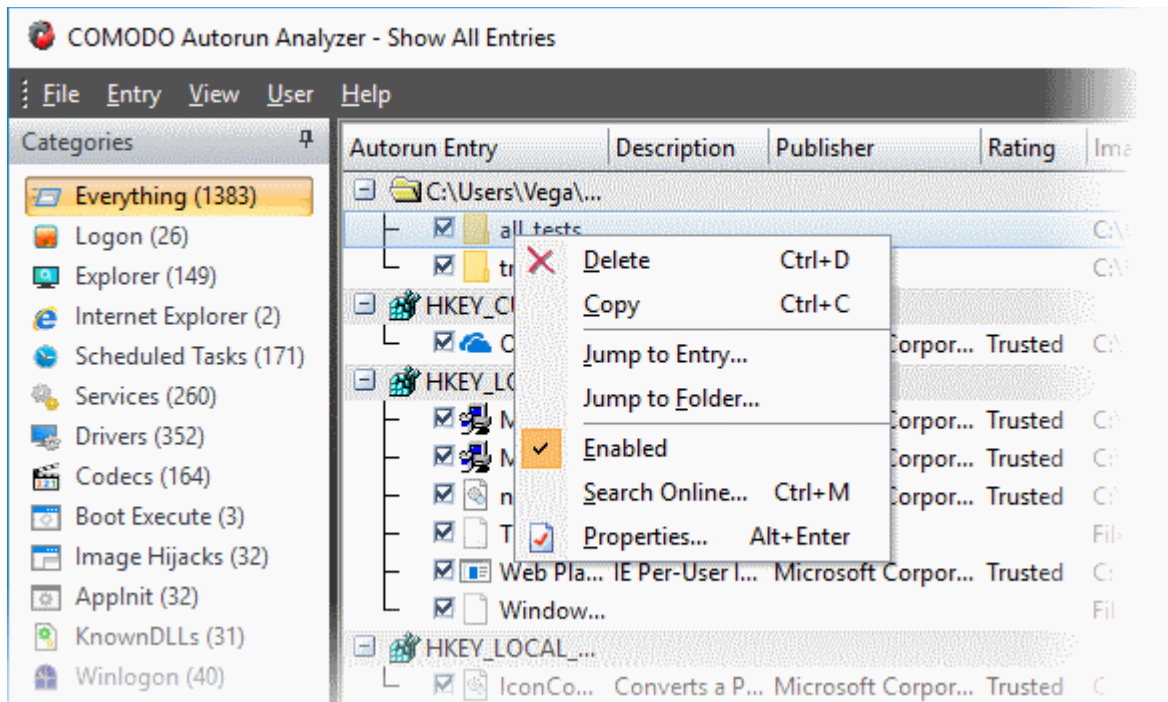 COMODO Autorun Analyzer - Show All Entries
File Entry View User Help
Categories
Everything (1383)
Logon (26)
Explorer (149)
Internet Explorer (2)
Scheduled Tasks (171)
Services (260)
Drivers (352)
Codecs (164)
Boot Execute (3)
Image Hijacks (32)
AppInit (32)
KnownDLLs (31)
Winlogon (40)
Autorun Entry Description Publisher Rating
C:\Users\Vega\...
all_tests
HKEY_CU
Corpor... Trusted
HKEY_LO
Corpor... Trusted
Corpor... Trusted
Corpor... Trusted
Web Pla... IE Per-User I... Microsoft Corpor... Trusted
Window...
HKEY_LOCAL_...
IconCo... Converts a P... Microsoft Corpor... Trusted
Delete Ctrl+D
Copy Ctrl+C
Jump to Entry...
Jump to Folder...
Enabled
Search Online... Ctrl+M
Properties... Alt+Enter